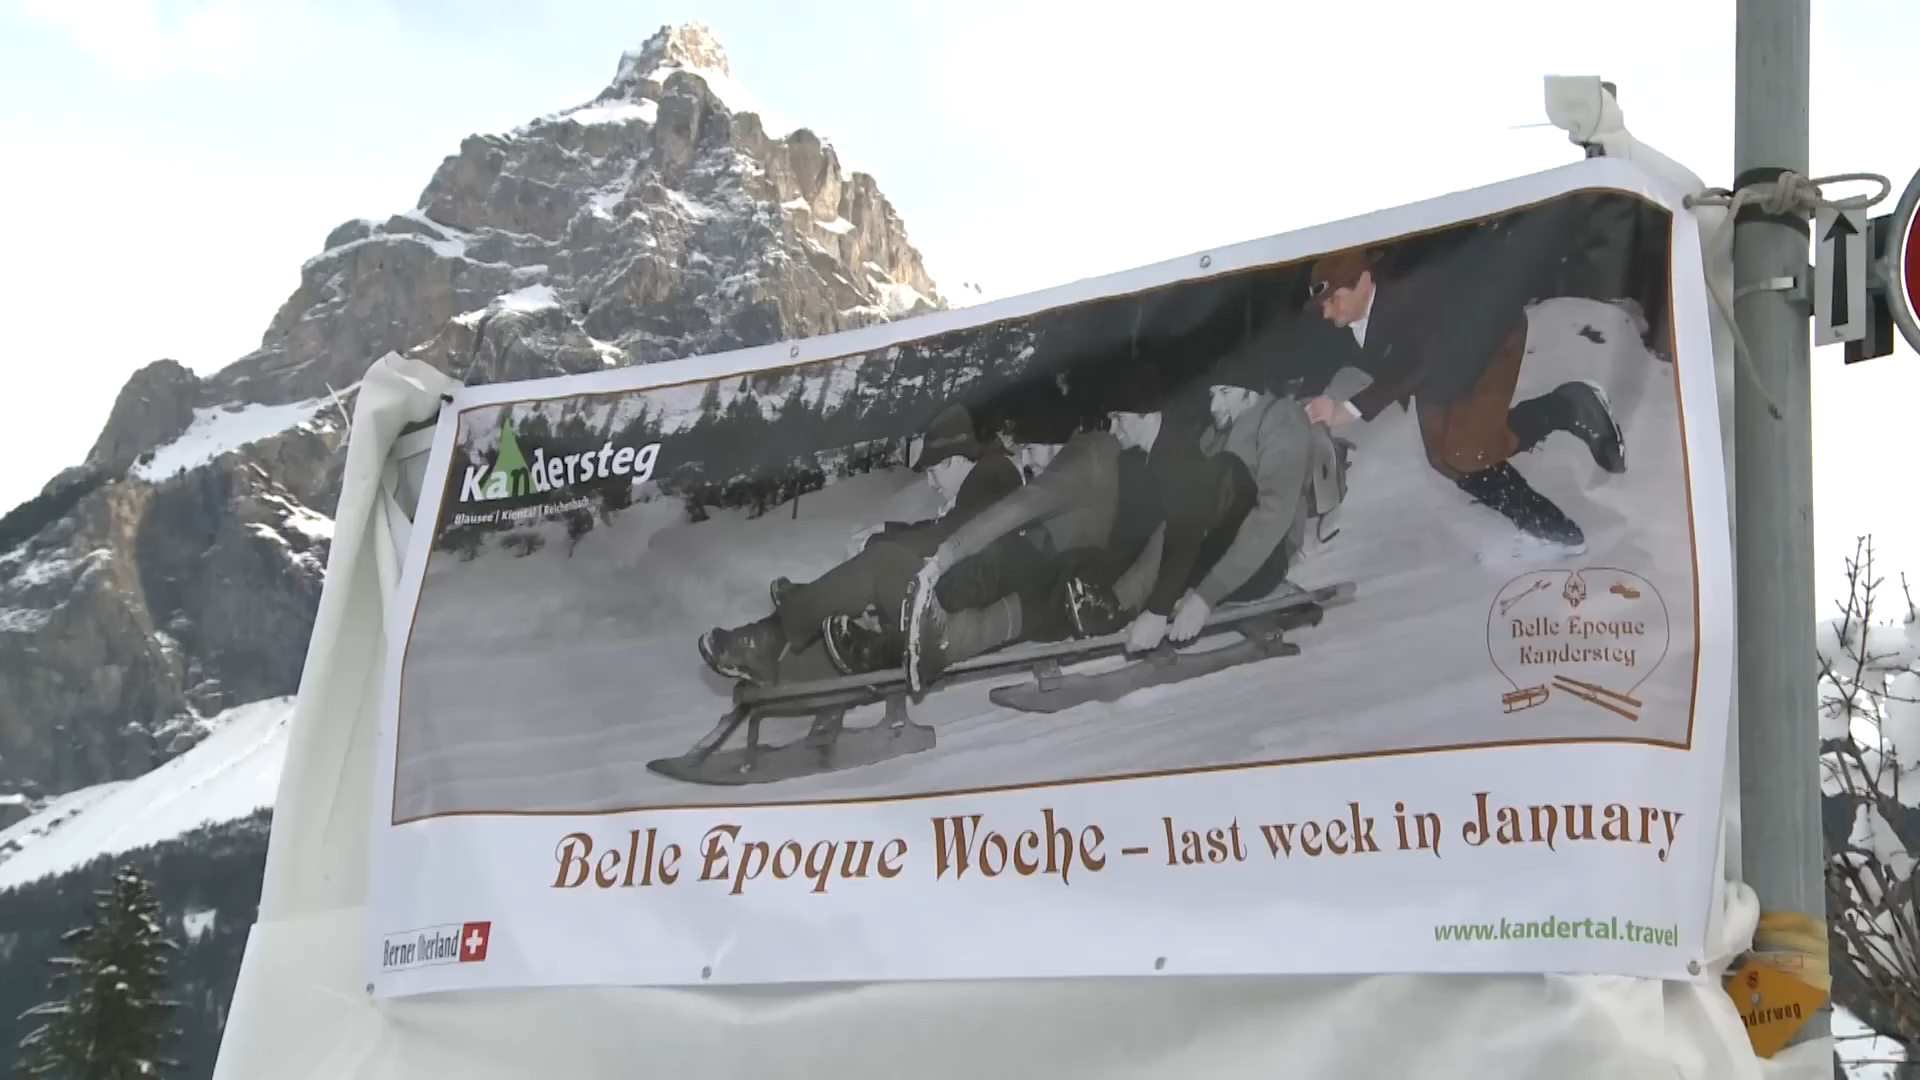 Kandersteg
Blausee | Kiental | Reichenbach
Belle Epoque
Kandersteg
Belle Epoque Woche – last week in January
www.kandertal.travel
Berner Oberland
nderweg